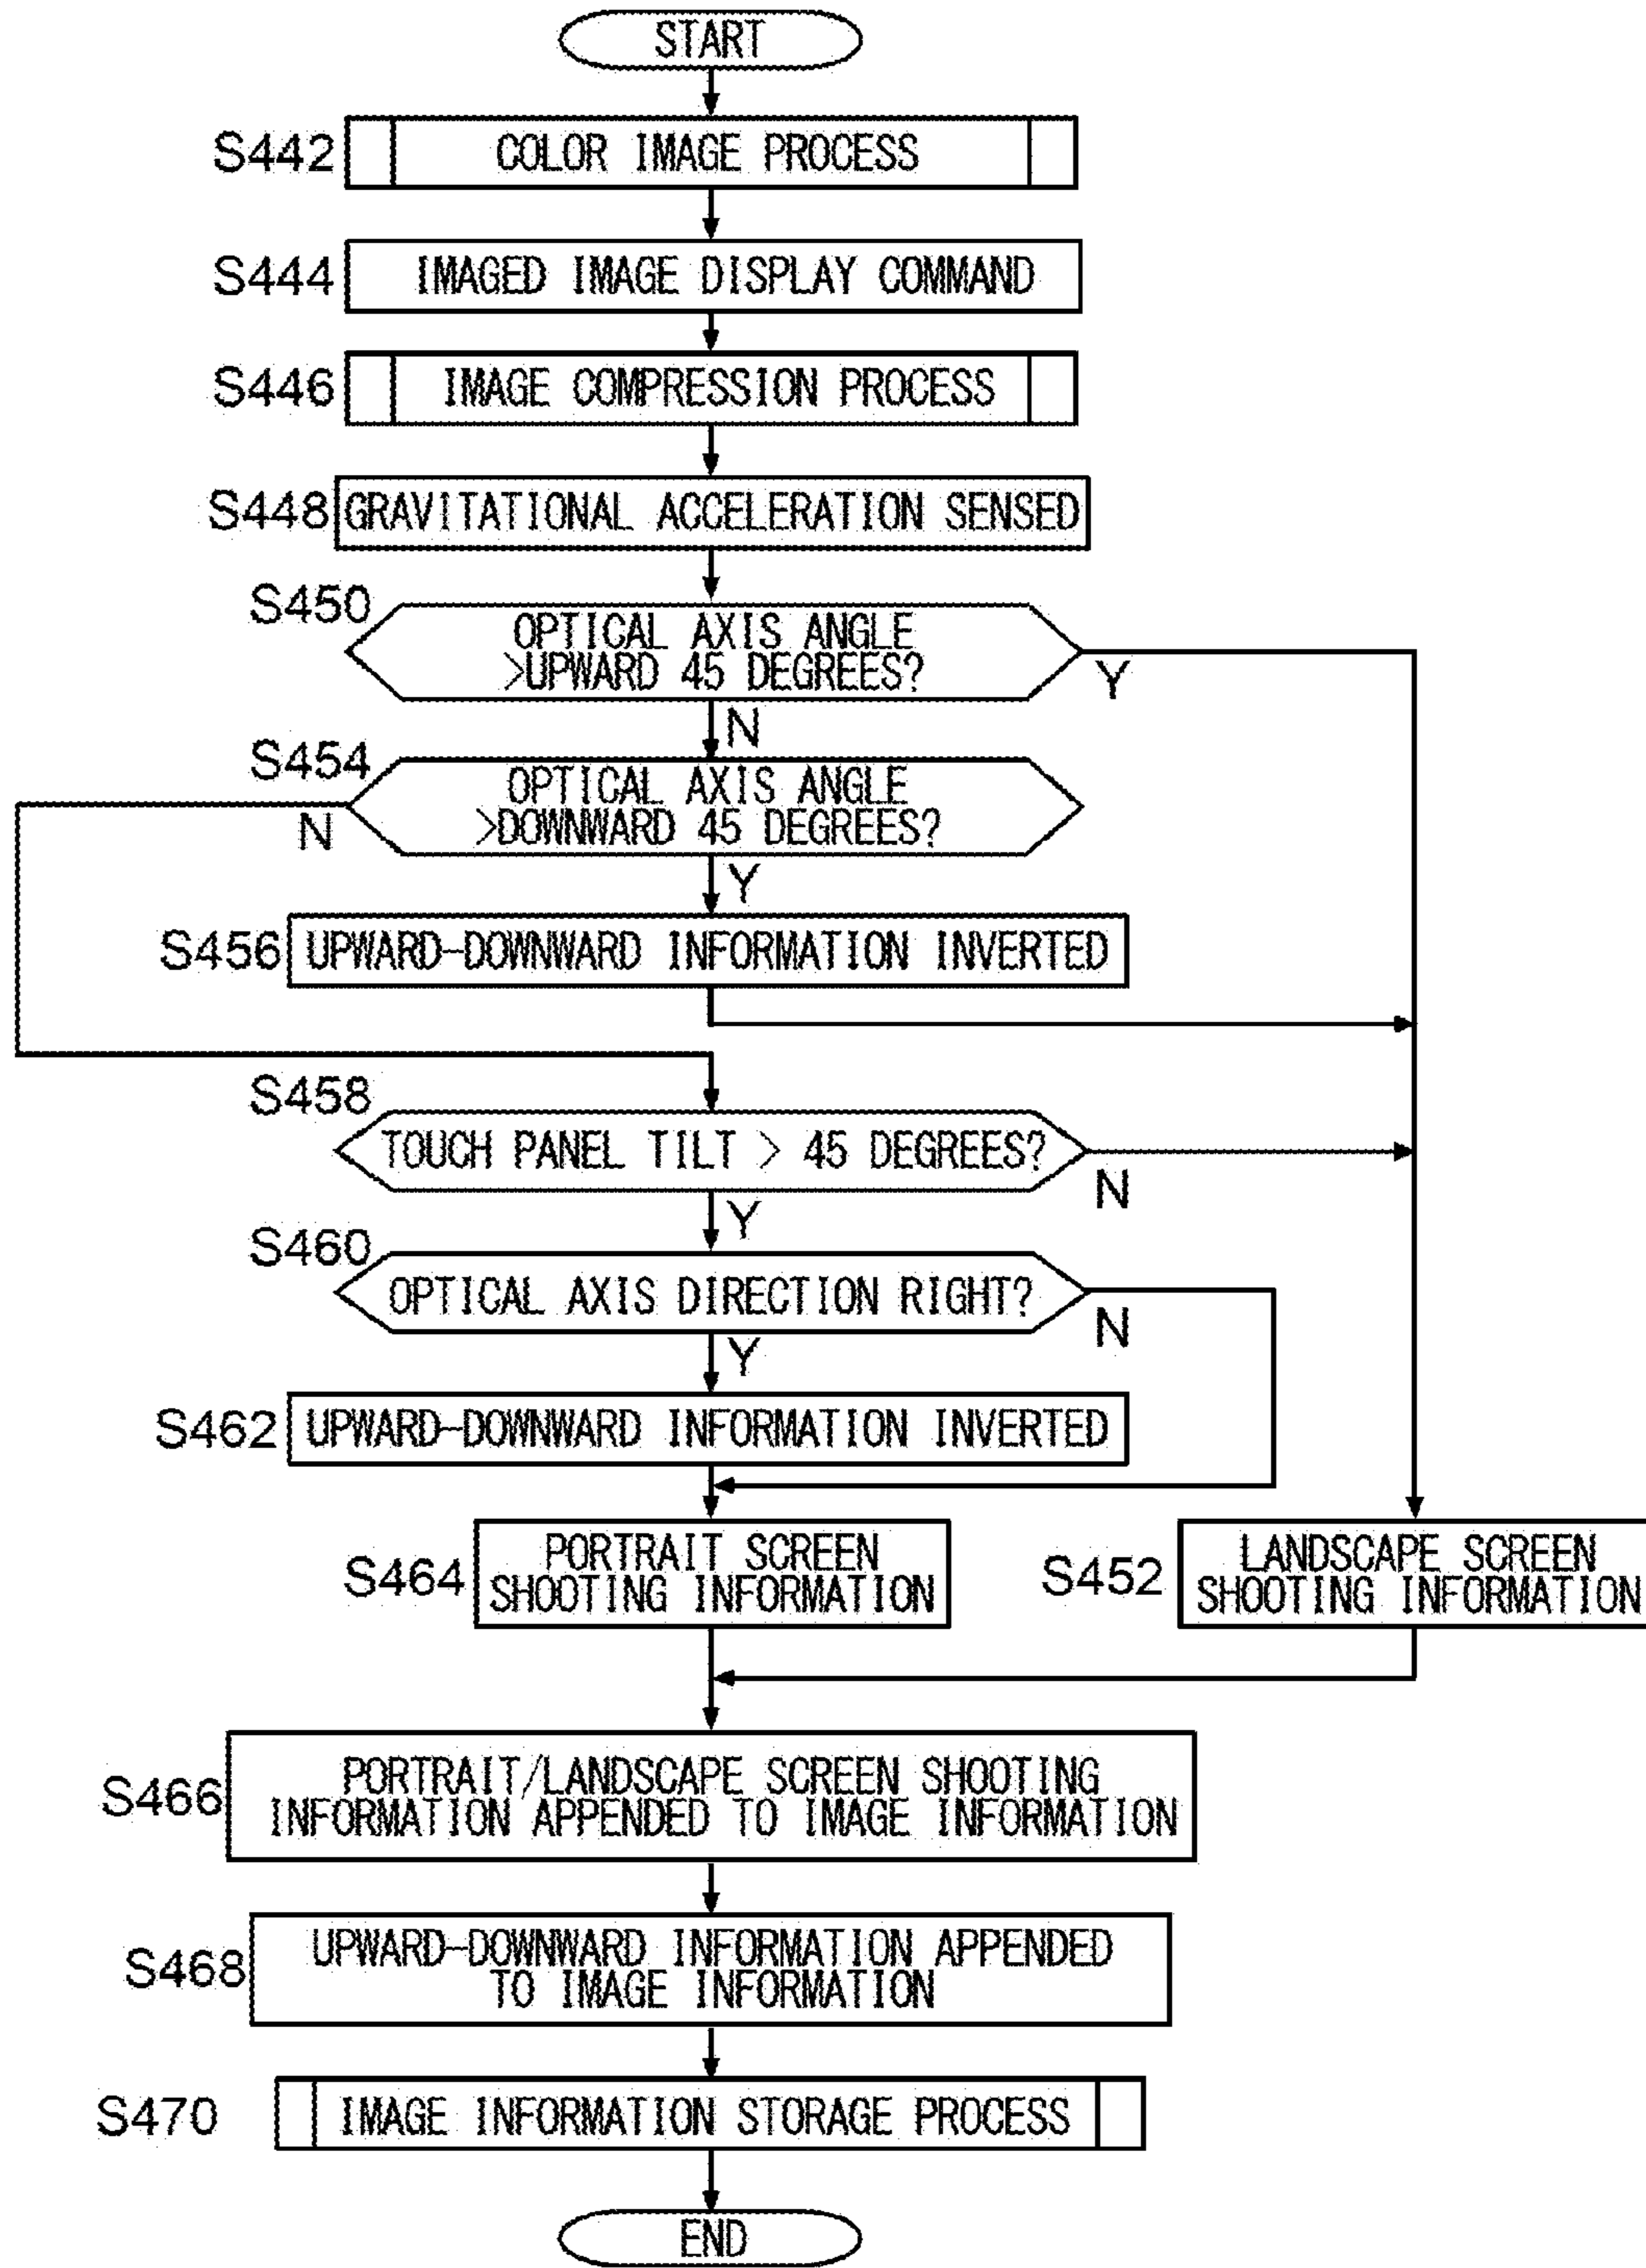 START
S442
COLOR IMAGE PROCESS
S444
IMAGED IMAGE DISPLAY COMMAND
S446
IMAGE COMPRESSION PROCESS
S448
GRAVITATIONAL ACCELERATION SENSED
S450
OPTICAL AXIS ANGLE
>UPWARD 45 DEGREES?
Y
N
S454
OPTICAL AXIS ANGLE
>DOWNWARD 45 DEGREES?
N
Y
S456
UPWARD-DOWNWARD INFORMATION INVERTED
S458
TOUCH PANEL TILT > 45 DEGREES?
N
Y
S460
OPTICAL AXIS DIRECTION RIGHT?
N
Y
S462
UPWARD-DOWNWARD INFORMATION INVERTED
S464
PORTRAIT SCREEN
SHOOTING INFORMATION
S452
LANDSCAPE SCREEN
SHOOTING INFORMATION
S466
PORTRAIT/LANDSCAPE SCREEN SHOOTING
INFORMATION APPENDED TO IMAGE INFORMATION
S468
UPWARD-DOWNWARD INFORMATION APPENDED
TO IMAGE INFORMATION
S470
IMAGE INFORMATION STORAGE PROCESS
END